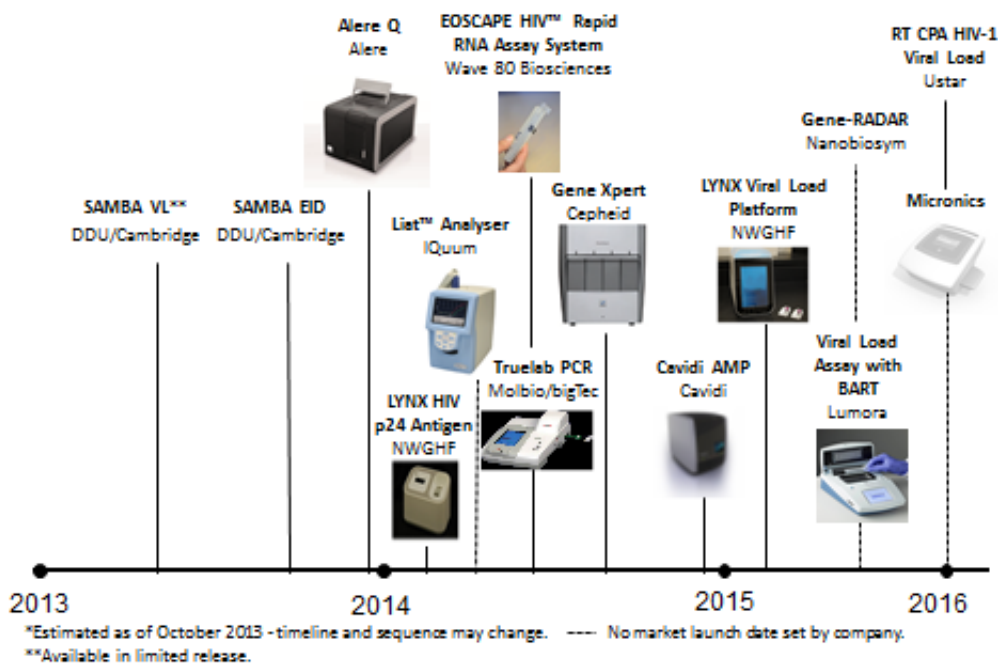 Alere Q
Alere
EOSCAPE HIV™ Rapid
RNA Assay System
Wave 80 Biosciences
RT CPA HIV-1
Viral Load
Ustar
Gene-RADAR
Nanobiosym
SAMBA VL**
DDU/Cambridge
SAMBA EID
DDU/Cambridge
Liat™ Analyser
IQuum
Gene Xpert
Cepheid
LYNX Viral Load
Platform
NWGHF
Micronics
LYNX HIV
p24 Antigen
NWGHF
Truelab PCR
Molbio/bigTec
Cavidi AMP
Cavidi
Viral Load
Assay with
BART
Lumora
2013
2014
2015
2016
*Estimated as of October 2013 - timeline and sequence may change. ---- No market launch date set by company.
**Available in limited release.